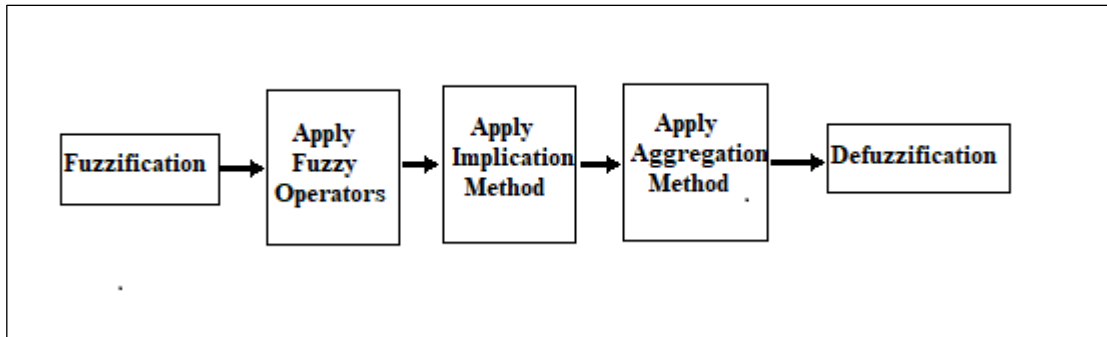 Fuzzification
Apply
Fuzzy
Operators
Apply
Implication
Method
Apply
Aggregation
Method
Defuzzification